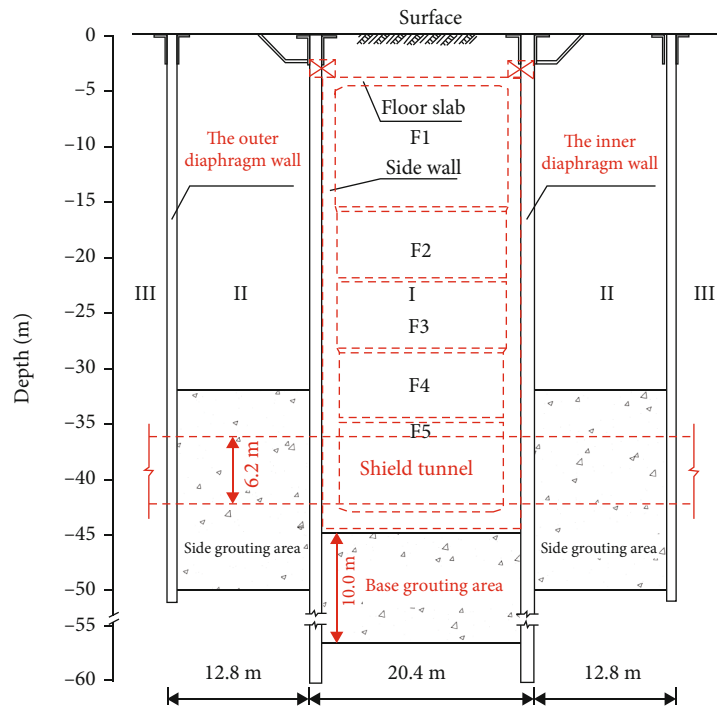 Surface
0
–5
–10
–15
–20
–25
–30
–35
–40
–45
–50
–55
–60
Depth (m)
Floor slab
F1
The outer
diaphragm wall
Side wall
The inner
diaphragm wall
F2
III
II
I
II
III
F3
F4
F5
6.2 m
Shield tunnel
Side grouting area
Side grouting area
10.0 m
Base grouting area
12.8 m
20.4 m
12.8 m